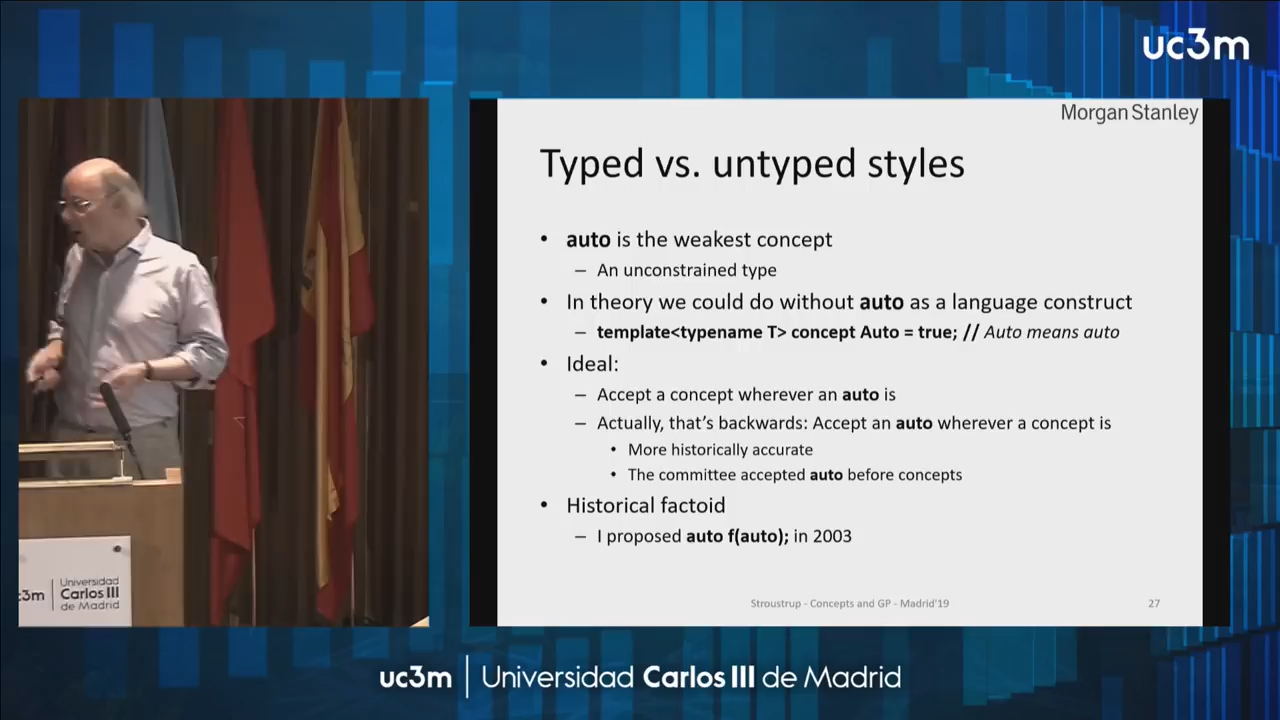 uc3m
Morgan Stanley
Typed vs. untyped styles
• auto is the weakest concept
– An unconstrained type
• In theory we could do without auto as a language construct
– template<typename T> concept Auto = true; // Auto means auto
• Ideal:
– Accept a concept wherever an auto is
– Actually, that's backwards: Accept an auto wherever a concept is
• More historically accurate
• The committee accepted auto before concepts
• Historical factoid
– I proposed auto f(auto); in 2003
Stroustrup - Concepts and GP - Madrid'19
27
:3m
Universidad
Carlos III
de Madrid
uc3m | Universidad Carlos III de Madrid